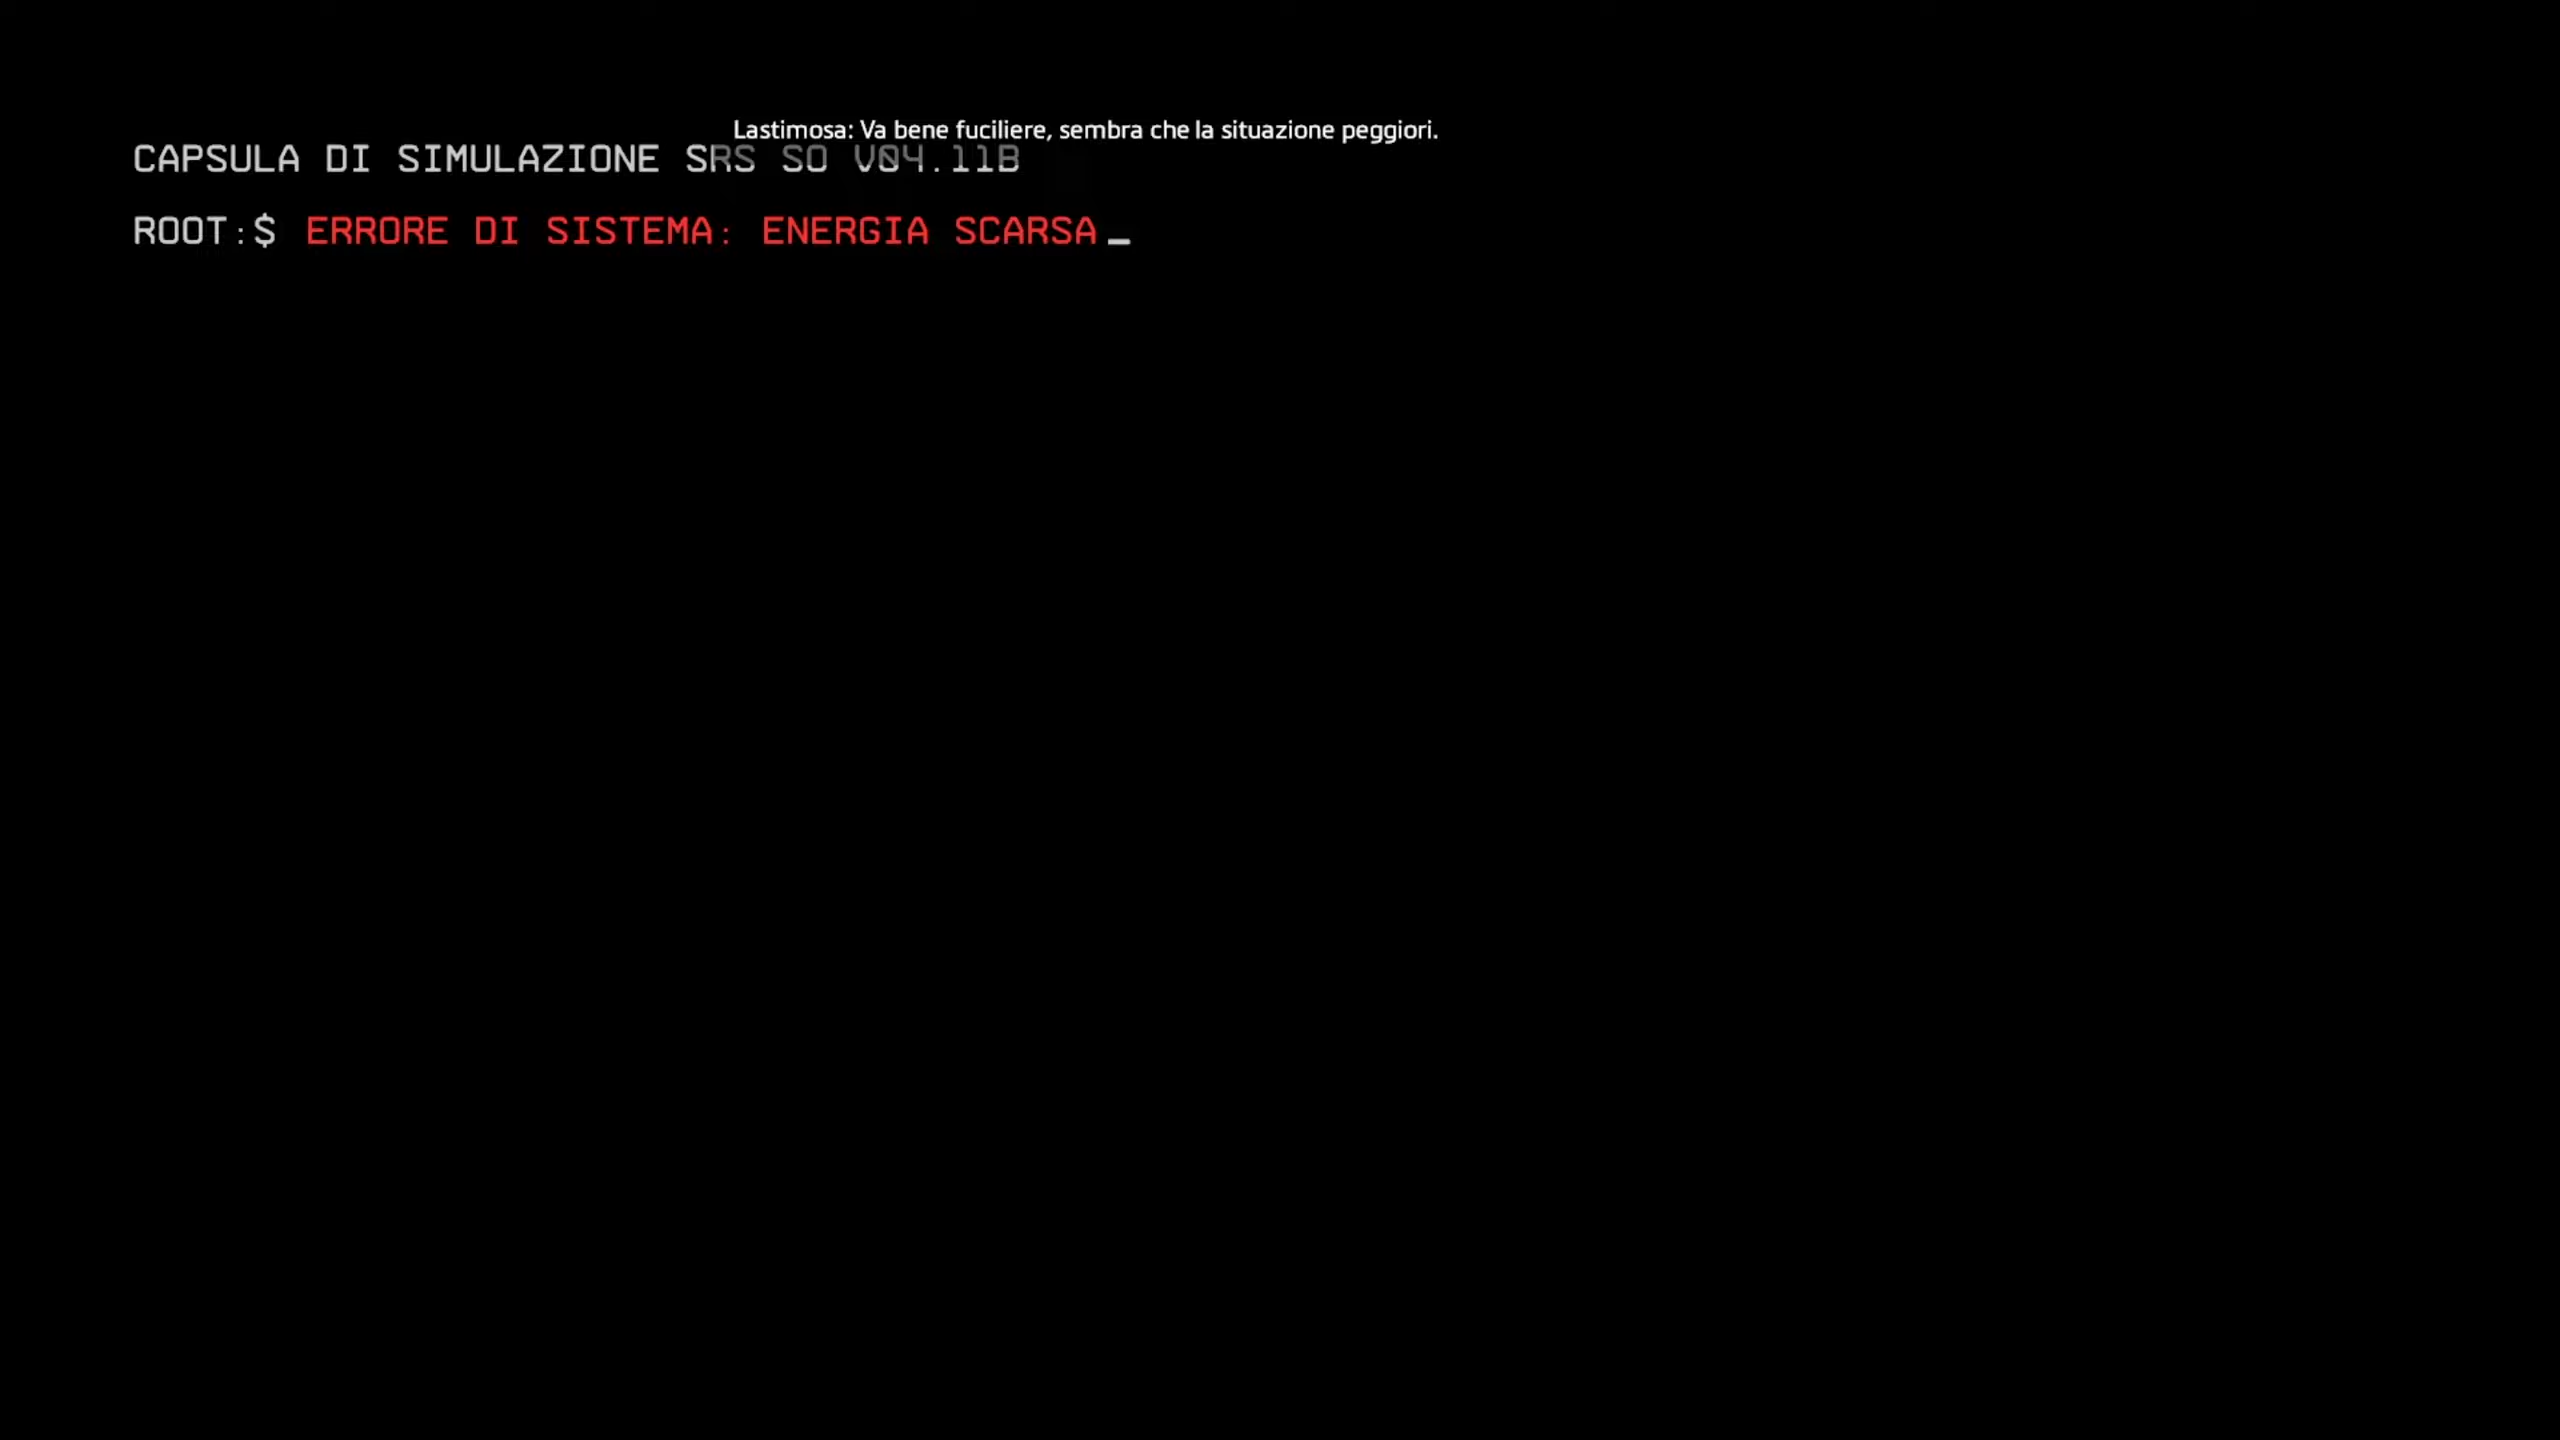 Lastimosa: Va bene fuciliere, sembra che la situazione peggiori.
CAPSULA DI SIMULAZIONE SRS SO V04.11B
ROOT:$ ERRORE DI SISTEMA: ENERGIA SCARSA_